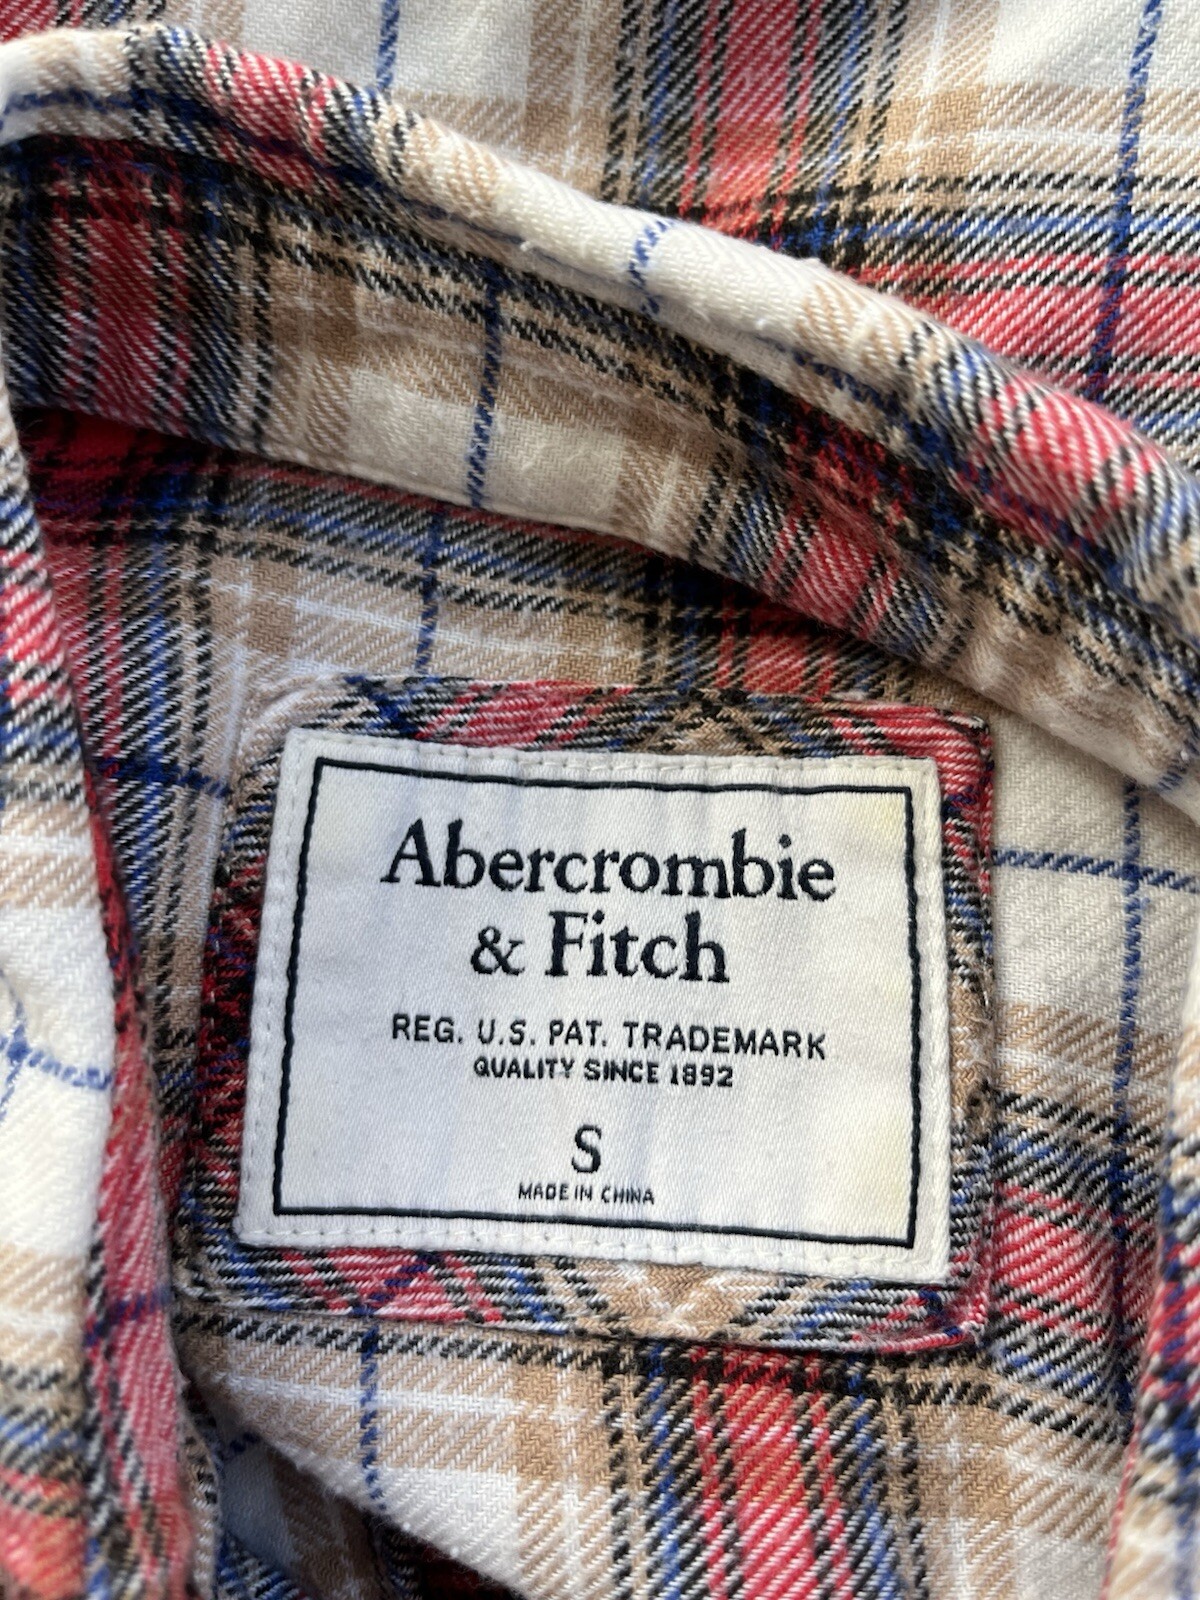 Abercrombie
& Fitch
REG. U.S. PAT. TRADEMARK
QUALITY SINCE 1892
S
MADE IN CHINA